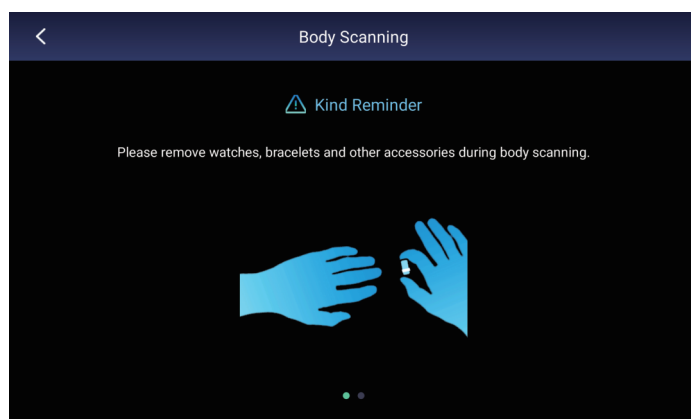 Body Scanning
Kind Reminder
Please remove watches, bracelets and other accessories during body scanning.